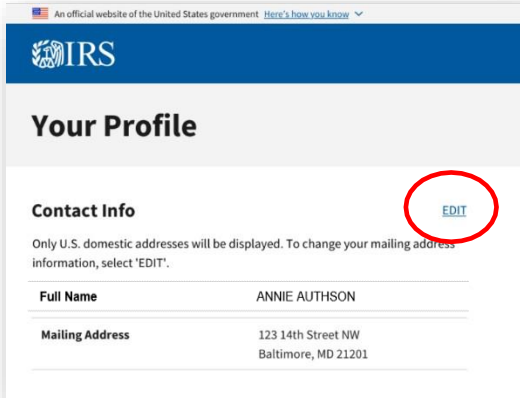 An official website of the United States government Here's how you know
IRS
Your Profile
Contact Info
EDIT
Only U.S. domestic addresses will be displayed. To change your mailing address
information, select 'EDIT'.
Full Name ANNIE AUTHSON
Mailing Address 123 14th Street NW
Baltimore, MD 21201